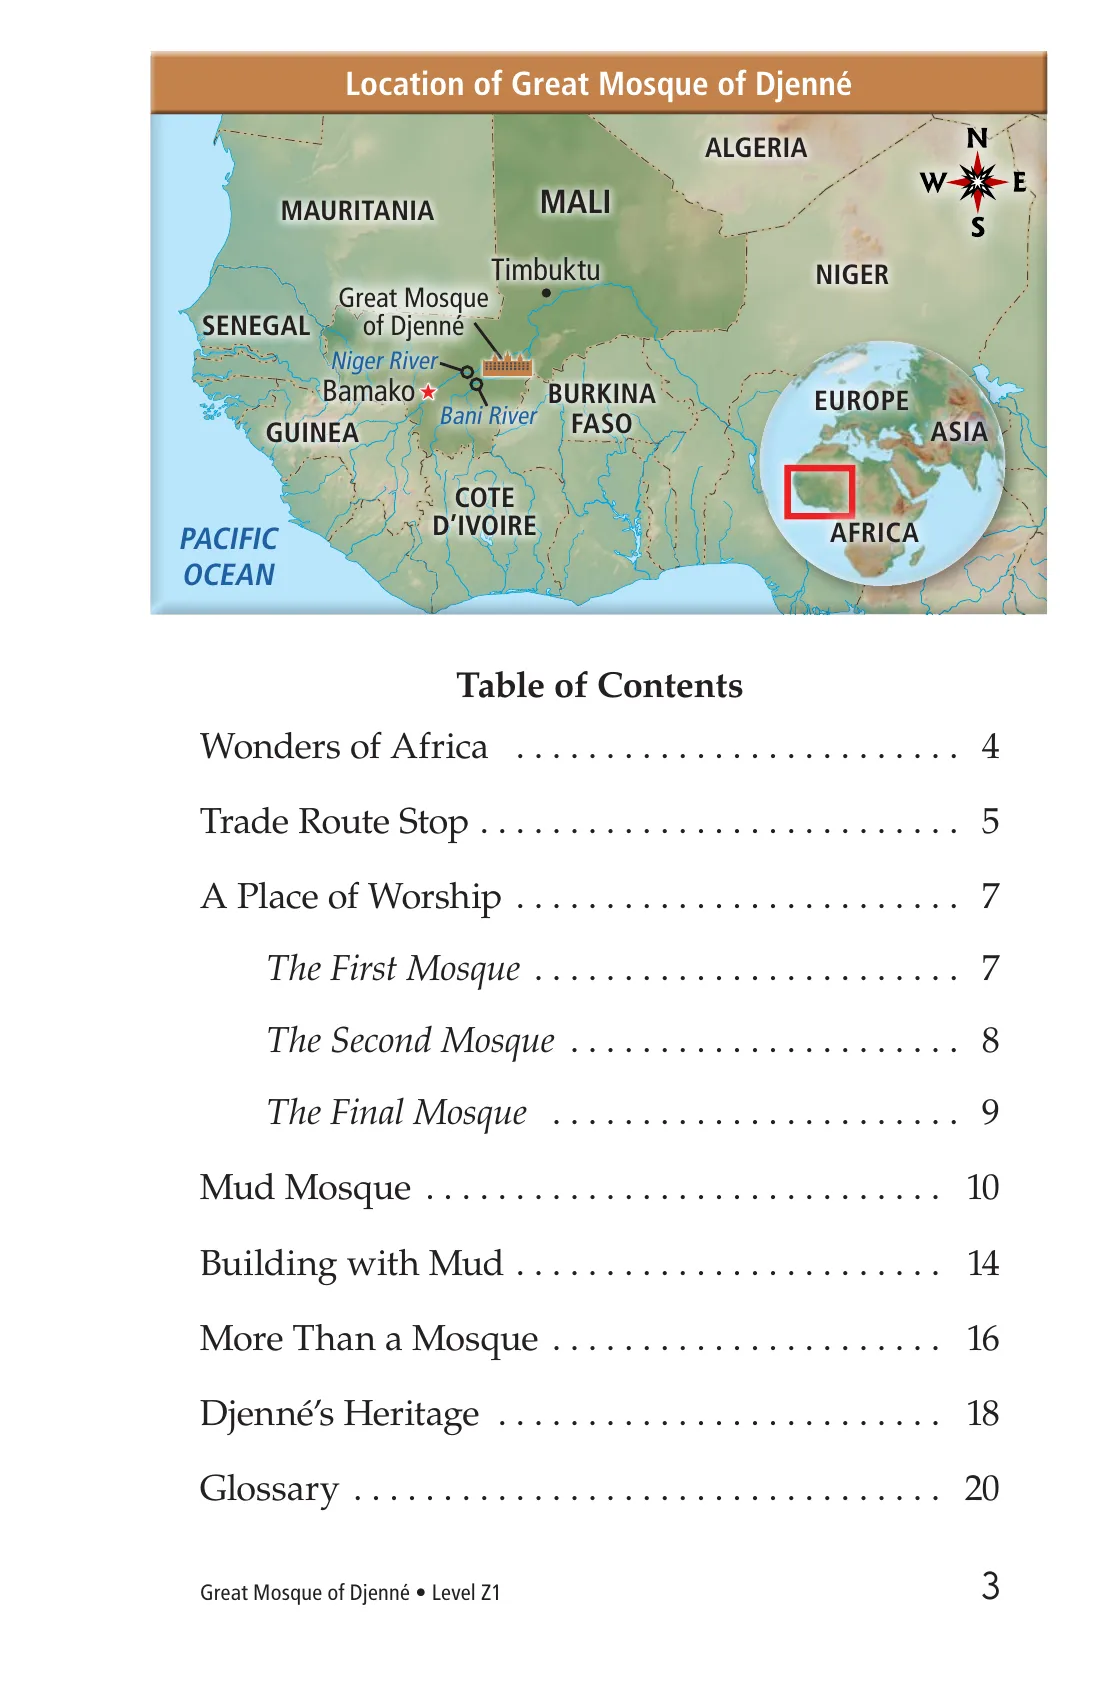 Location of Great Mosque of Djenné
N
W E
S
ALGERIA
MALI
MAURITANIA
Timbuktu
NIGER
Great Mosque
of Djenné
SENEGAL
Niger River
Bamako
Bani River
BURKINA
FASO
GUINEA
COTE
D’IVOIRE
PACIFIC
OCEAN
EUROPE
ASIA
AFRICA
Table of Contents
Wonders of Africa . . . . . . . . . . . . . . . . . . . . . . . . . 4
Trade Route Stop . . . . . . . . . . . . . . . . . . . . . . . . . . . 5
A Place of Worship . . . . . . . . . . . . . . . . . . . . . . . . . 7
The First Mosque . . . . . . . . . . . . . . . . . . . . . . . . 7
The Second Mosque . . . . . . . . . . . . . . . . . . . . . . 8
The Final Mosque . . . . . . . . . . . . . . . . . . . . . . . 9
Mud Mosque . . . . . . . . . . . . . . . . . . . . . . . . . . . . . 10
Building with Mud . . . . . . . . . . . . . . . . . . . . . . . . 14
More Than a Mosque . . . . . . . . . . . . . . . . . . . . . . 16
Djenné’s Heritage . . . . . . . . . . . . . . . . . . . . . . . . . 18
Glossary . . . . . . . . . . . . . . . . . . . . . . . . . . . . . . . . . 20
Great Mosque of Djenné • Level Z1
3